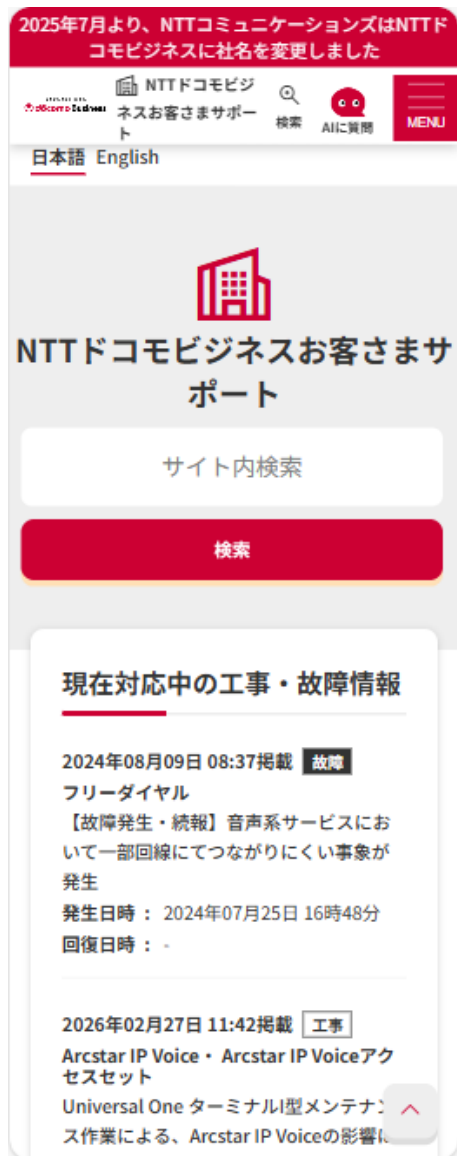 2025年7月より、NTTコミュニケーションズはNTTド
コモビジネスに社名を変更しました
döcomo Business
NTTドコモビジ
ネスお客さまサポー
ト
検索
AIに質問
MENU
日本語 English
NTTドコモビジネスお客さまサ
ポート
サイト内検索
検索
現在対応中の工事・故障情報
2024年08月09日 08:37掲載 故障
フリーダイヤル
【故障発生・続報】音声系サービスにお
いて一部回線にてつながりにくい事象が
発生
発生日時 : 2024年07月25日 16時48分
回復日時 : -
2026年02月27日 11:42掲載 工事
Arcstar IP Voice・ Arcstar IP Voiceアク
セスセット
Universal One ターミナルI型メンテナン
ス作業による、Arcstar IP Voiceの影響に